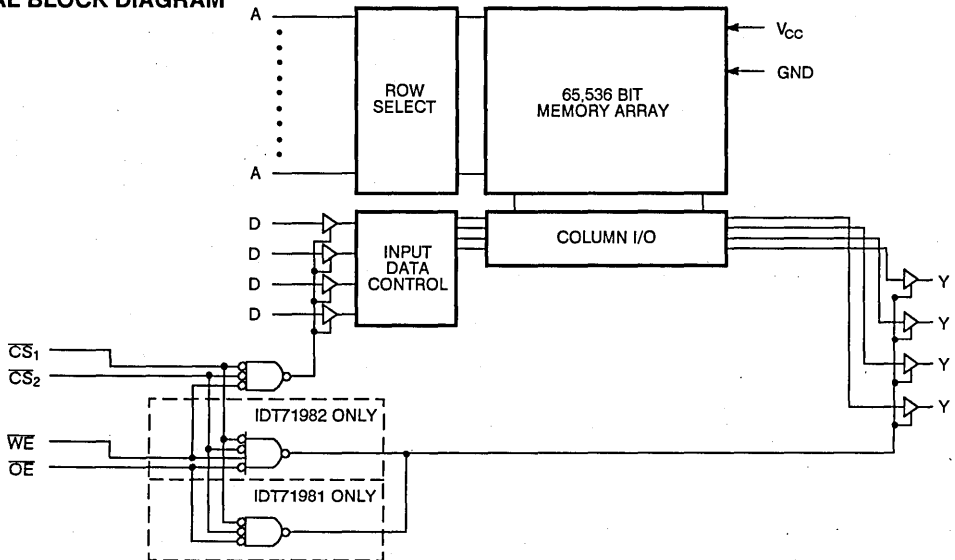 AL BLOCK DIAGRAM
A
A
ROW
SELECT
65,536 BIT
MEMORY ARRAY
VCC
GND
D
D
D
D
INPUT
DATA
CONTROL
COLUMN I/O
Y
Y
Y
Y
CS1
CS2
IDT71982 ONLY
WE
OE
IDT71981 ONLY